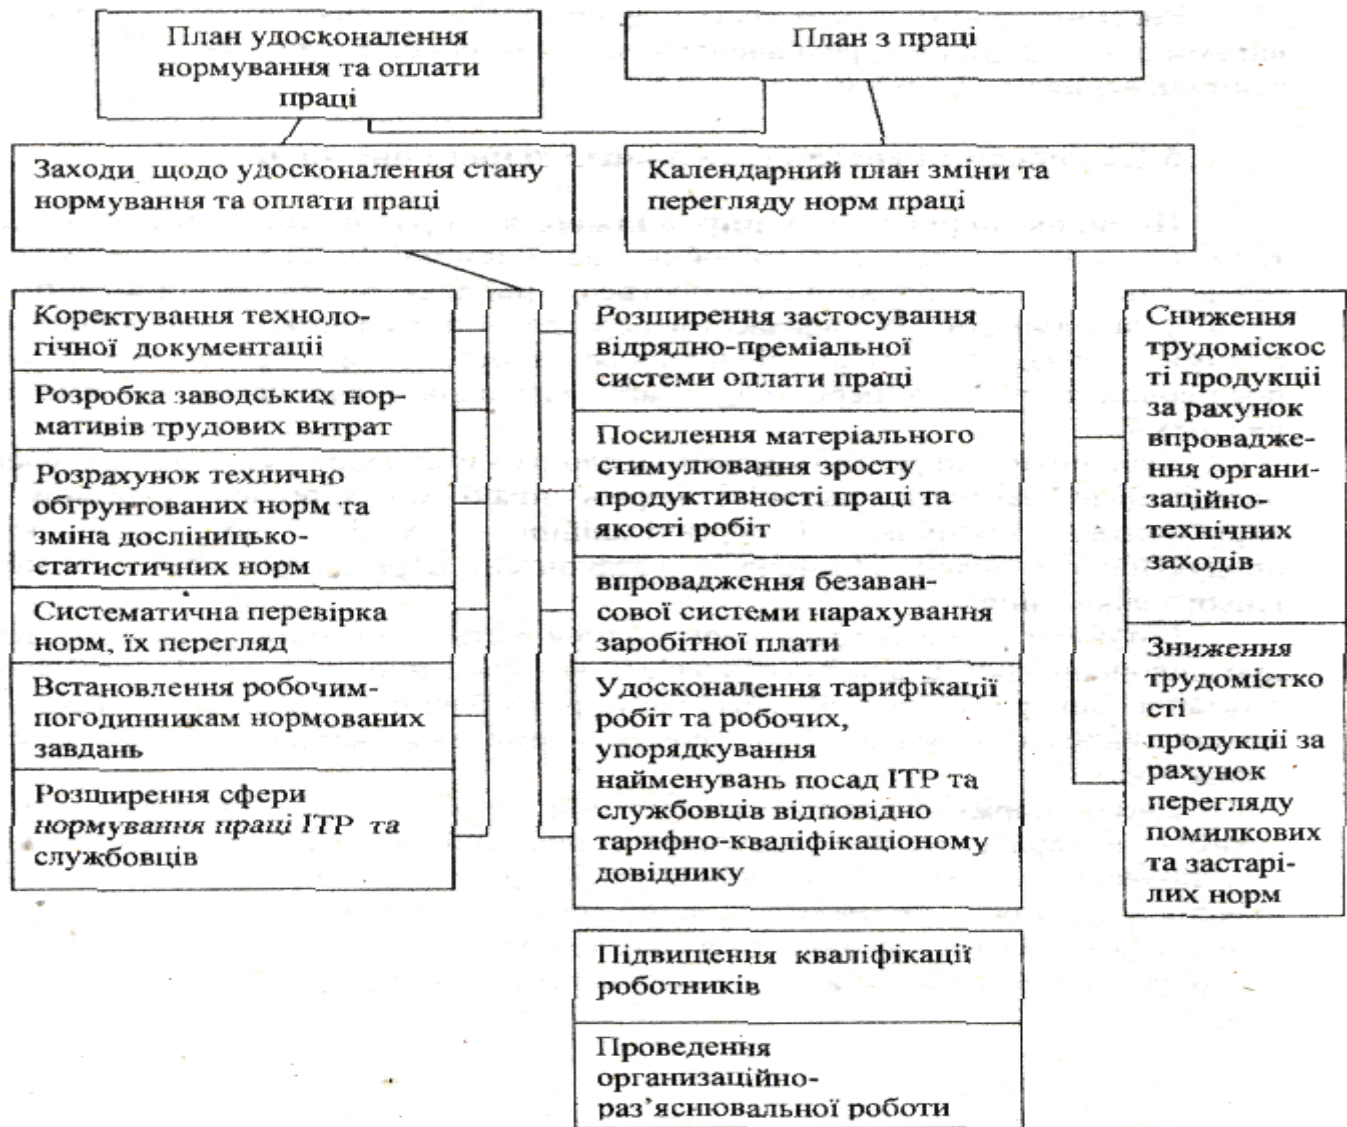 План удосконалення
нормування та оплати
праці
План з праці
Заходи щодо удосконалення стану
нормування та оплати праці
Календарний план зміни та
перегляду норм праці
Коректування техноло-
гічної документації
Розробка заводських нор-
мативів трудових витрат
Розрахунок технично
обгрунтованих норм та
зміна досліницько-
статистичних норм
Систематична перевірка
норм, їх перегляд
Встановлення робочим-
погодинникам нормованих
завдань
Розширення сфери
нормування праці ІТР та
службовців
Розширення застосування
відрядно-преміальної
системи оплати праці
Посилення матеріального
стимулювання зросту
продуктивності праці та
якості робіт
впровадження безаван-
сової системи нарахування
заробітної плати
Удосконалення тарифікації
робіт та робочих,
упорядкування
найменувань посад ІТР та
службовців відповідно
тарифно-кваліфікаціоному
довіднику
Підвищення кваліфікації
роботників
Проведення
организаційно-
раз’яснювальної роботи
Сниження
трудоміскос
ті продукціі
за рахунок
впровадже-
ння органи-
заційно-
технічних
заходів
Зниження
трудомістко
сті
продукціі за
рахунок
перегляду
помилкових
та застарі-
лих норм